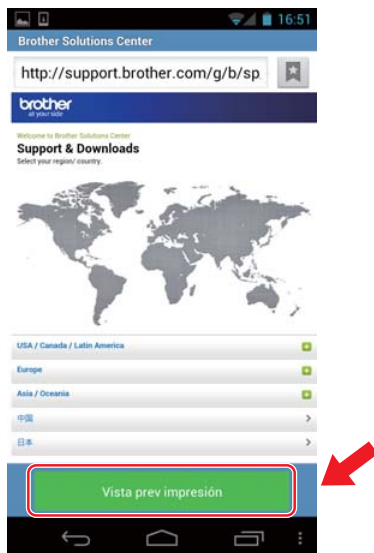 16:51
Brother Solutions Center
http://support.brother.com/g/b/sp
brother
at your side
Welcome to Brother Solutions Center
Support & Downloads
Select your region/ country.
USA / Canada / Latin America
Europe
Asia / Oceania
中国
日本
Vista prev impresión